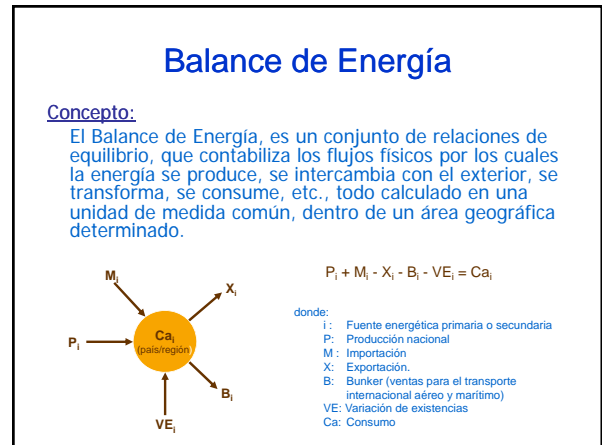 Balance de Energía
Concepto:
El Balance de Energía, es un conjunto de relaciones de
equilibrio, que contabiliza los flujos físicos por los cuales
la energía se produce, se intercambia con el exterior, se
transforma, se consume, etc., todo calculado en una
unidad de medida común, dentro de un área geográfica
determinado.
Mi
Xi
Pi
Cai
(país/región)
Bi
VEi
Pi + Mi - Xi - Bi - VEi = Cai
donde:
i : Fuente energética primaria o secundaria
P: Producción nacional
M : Importación
X: Exportación.
B: Bunker (ventas para el transporte
internacional aéreo y marítimo)
VE: Variación de existencias
Ca: Consumo